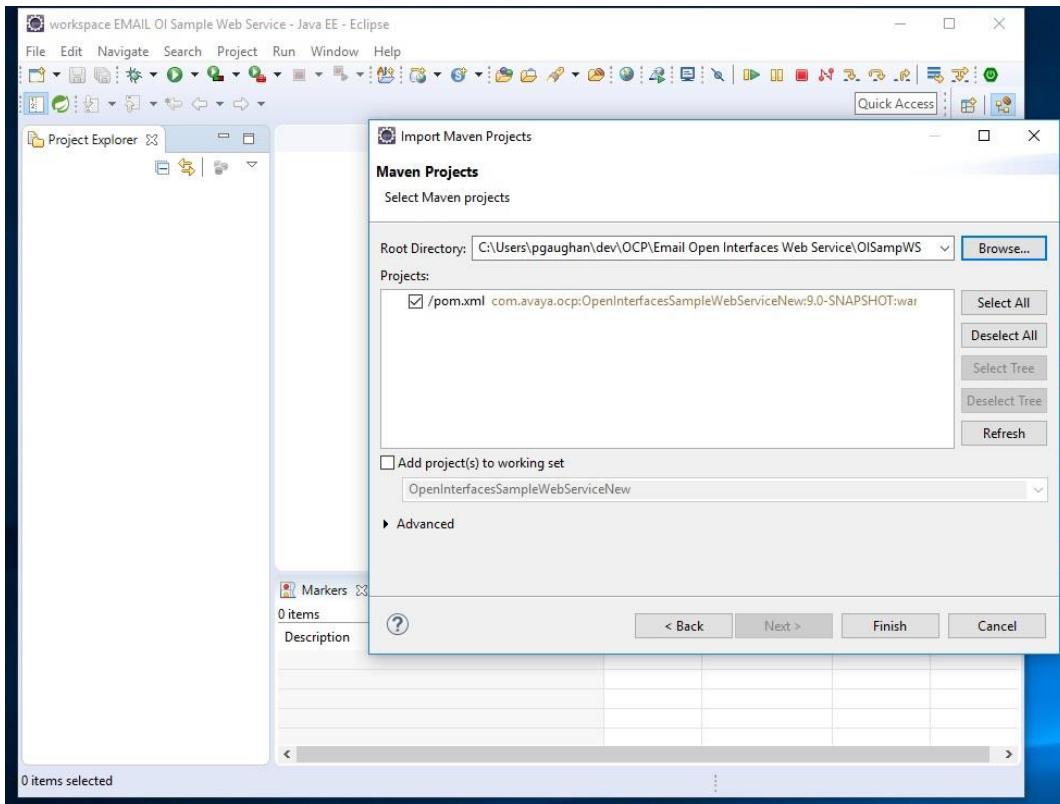 workspace EMAIL OI Sample Web Service - Java EE - Eclipse
File Edit Navigate Search Project Run Window Help
Quick Access
Project Explorer
Import Maven Projects
Maven Projects
Select Maven projects
Root Directory: C:\Users\pgaughan\dev\OCP\Email Open Interfaces Web Service\OISampWS
Browse...
Projects:
/pom.xml com.avaya.ocp:OpenInterfacesSampleWebServiceNew:9.0-SNAPSHOT:war
Select All
Deselect All
Select Tree
Deselect Tree
Refresh
Add project(s) to working set
OpenInterfacesSampleWebServiceNew
Advanced
Markers
0 items
Description
< Back Next > Finish Cancel
0 items selected